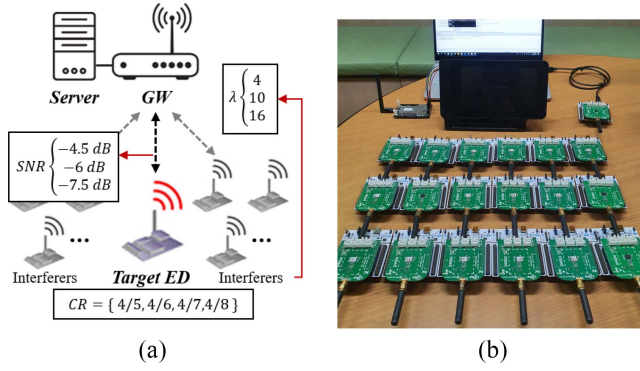 Server
GW
λ { 4 10 16
SNR { −4.5 dB −6 dB −7.5 dB
Interferers
Target ED
Interferers
CR = { 4/5, 4/6, 4/7, 4/8 }
(a)
(b)